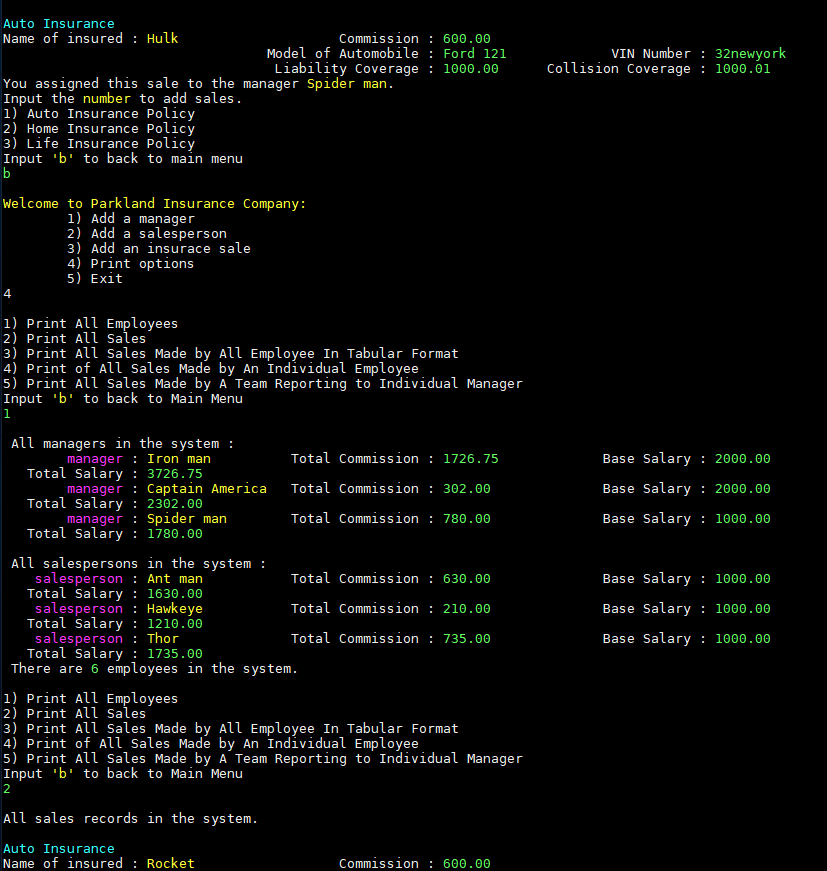 Auto Insurance
Name of insured : Hulk Commission : 600.00
Model of Automobile : Ford 121 VIN Number : 32newyork
Liability Coverage : 1000.00 Collision Coverage : 1000.01
You assigned this sale to the manager Spider man.
Input the number to add sales.
1) Auto Insurance Policy
2) Home Insurance Policy
3) Life Insurance Policy
Input 'b' to back to main menu
b
Welcome to Parkland Insurance Company:
1) Add a manager
2) Add a salesperson
3) Add an insurace sale
4) Print options
5) Exit
4
1) Print All Employees
2) Print All Sales
3) Print All Sales Made by All Employee In Tabular Format
4) Print of All Sales Made by An Individual Employee
5) Print All Sales Made by A Team Reporting to Individual Manager
Input 'b' to back to Main Menu
1
All managers in the system :
manager : Iron man Total Commission : 1726.75 Base Salary : 2000.00
Total Salary : 3726.75
manager : Captain America Total Commission : 302.00 Base Salary : 2000.00
Total Salary : 2302.00
manager : Spider man Total Commission : 780.00 Base Salary : 1000.00
Total Salary : 1780.00
All salespersons in the system :
salesperson : Ant man Total Commission : 630.00 Base Salary : 1000.00
Total Salary : 1630.00
salesperson : Hawkeye Total Commission : 210.00 Base Salary : 1000.00
Total Salary : 1210.00
salesperson : Thor Total Commission : 735.00 Base Salary : 1000.00
Total Salary : 1735.00
There are 6 employees in the system.
1) Print All Employees
2) Print All Sales
3) Print All Sales Made by All Employee In Tabular Format
4) Print of All Sales Made by An Individual Employee
5) Print All Sales Made by A Team Reporting to Individual Manager
Input 'b' to back to Main Menu
2
All sales records in the system.
Auto Insurance
Name of insured : Rocket Commission : 600.00